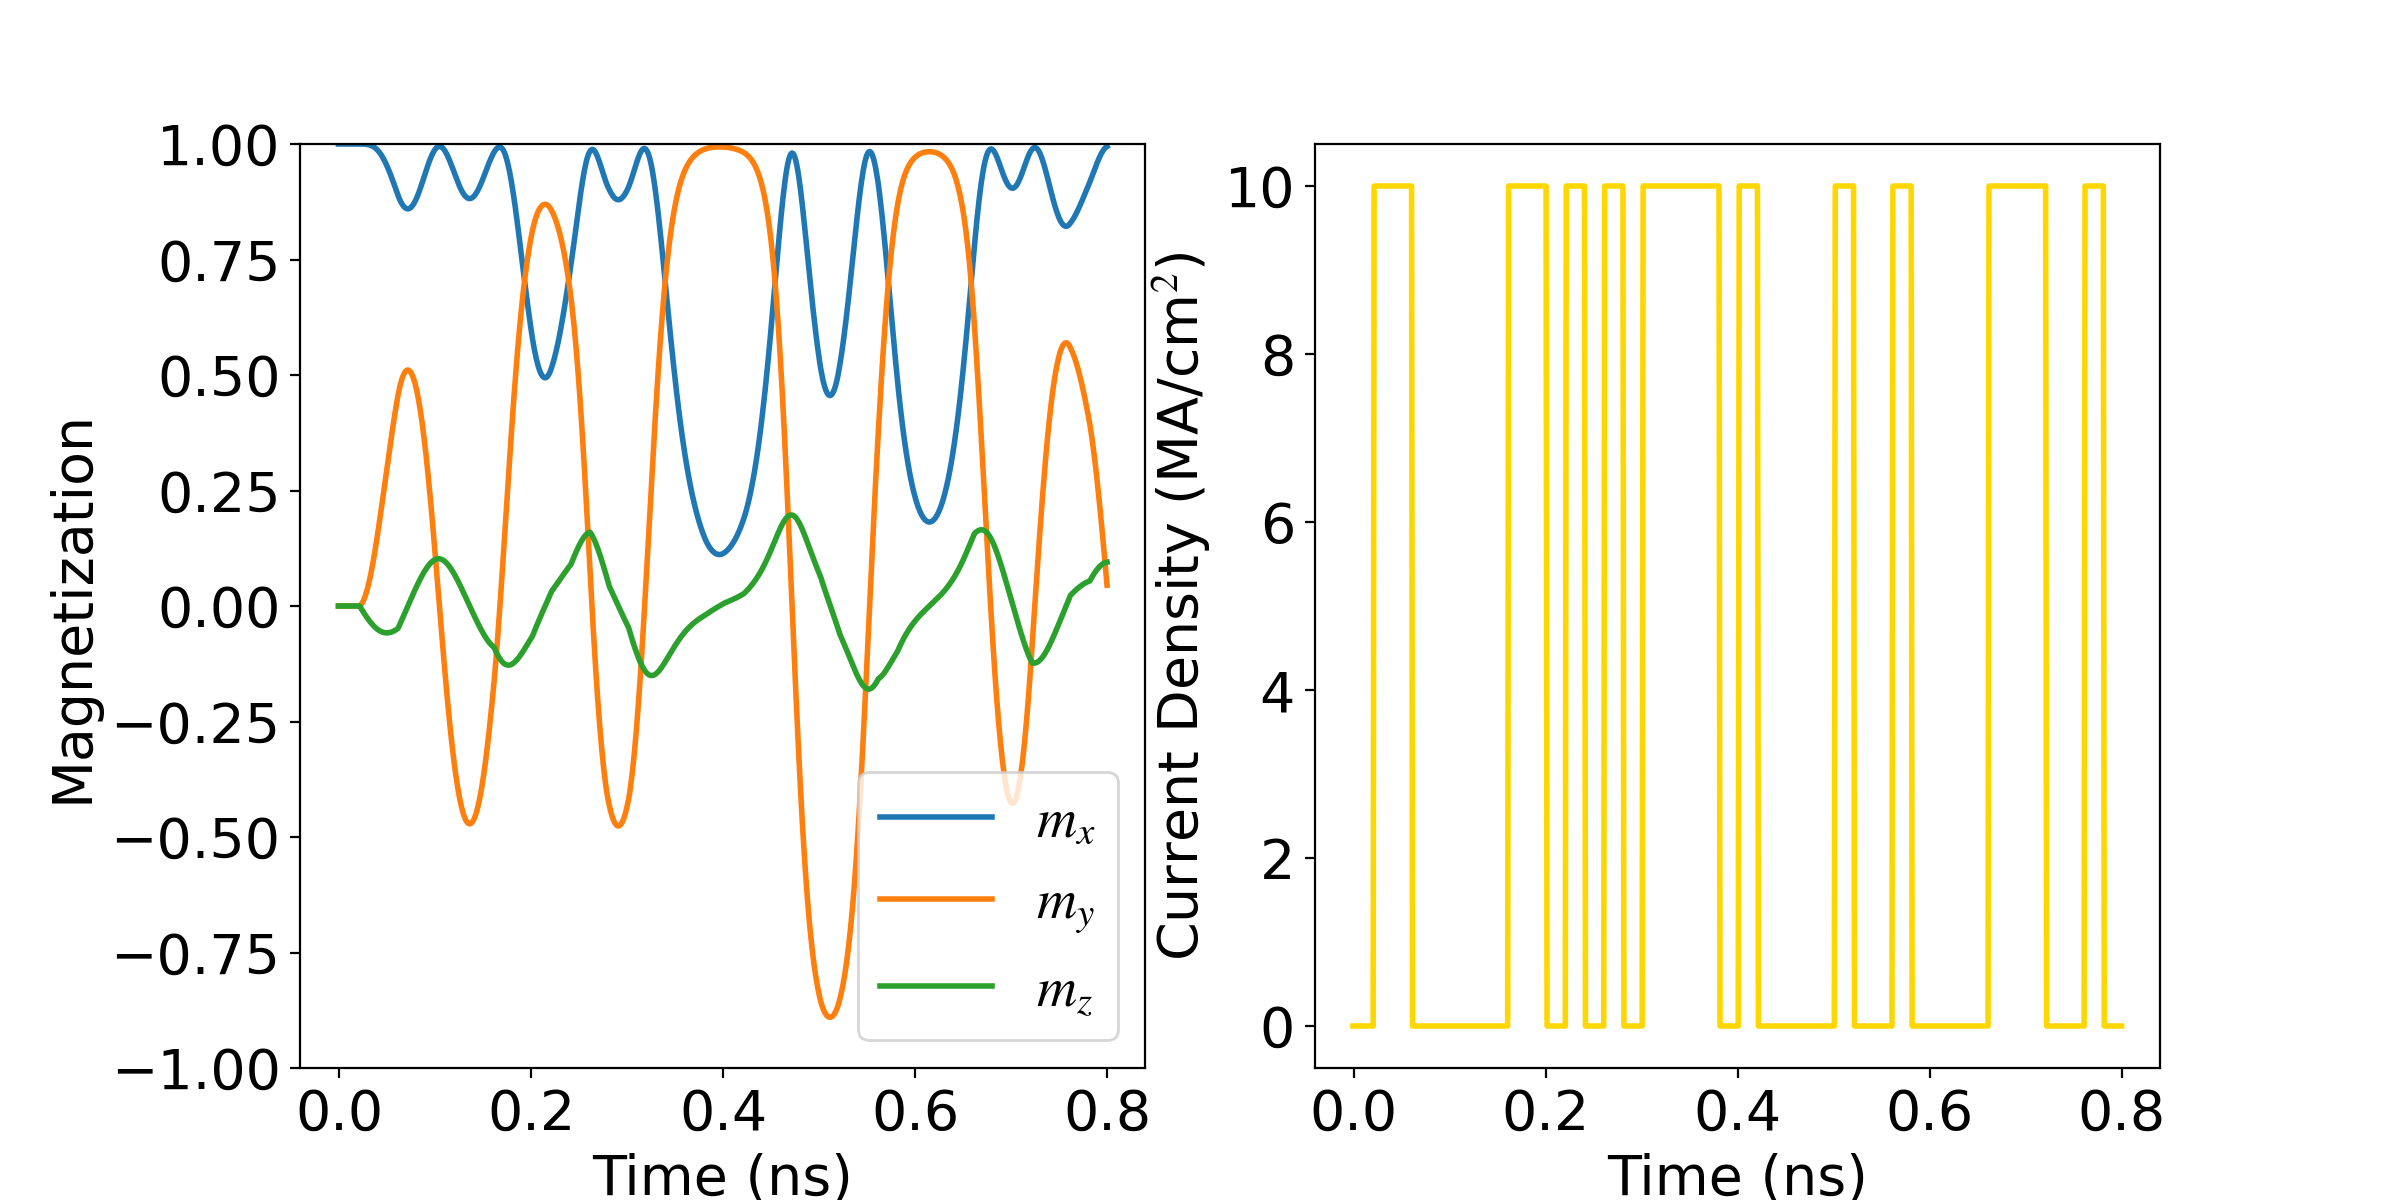 Magnetization
1.00
0.75
0.50
0.25
0.00
−0.25
−0.50
−0.75
−1.00
0.0 0.2 0.4 0.6 0.8
Time (ns)
m_x
m_y
m_z
Current Density (MA/cm²)
10
8
6
4
2
0
0.0 0.2 0.4 0.6 0.8
Time (ns)